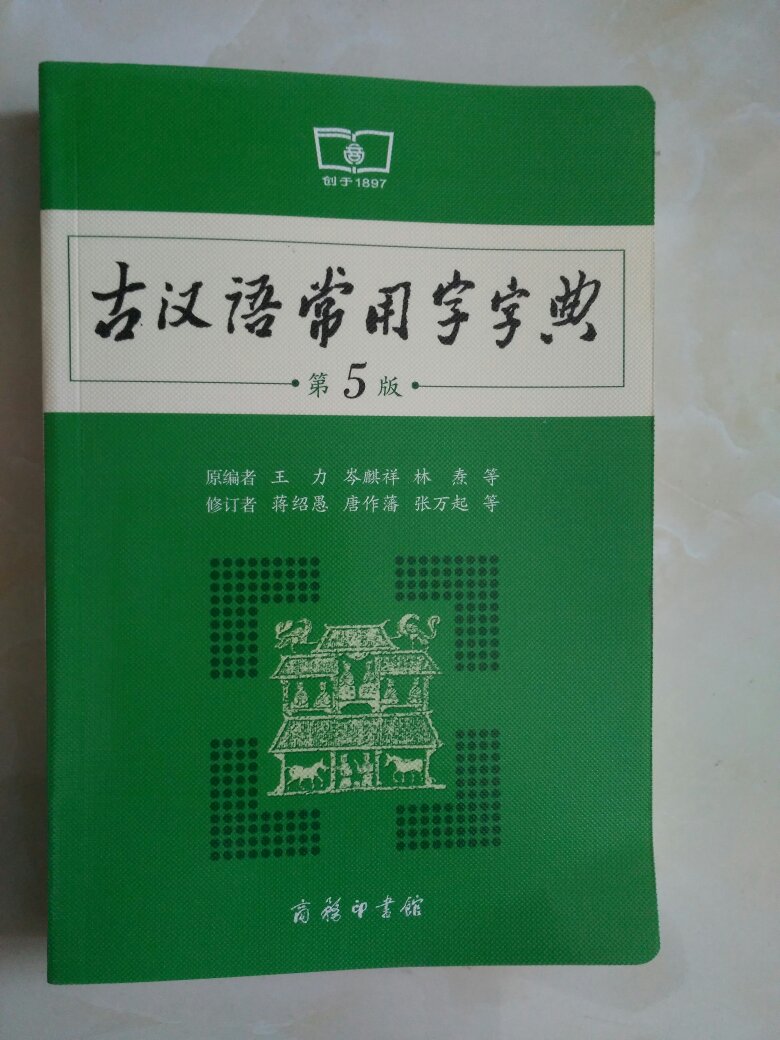 创于1897
古汉语常用字字典
第5版
原编者 王力 岑麒祥 林焘 等
修订者 蒋绍愚 唐作藩 张万起 等
商務印書館